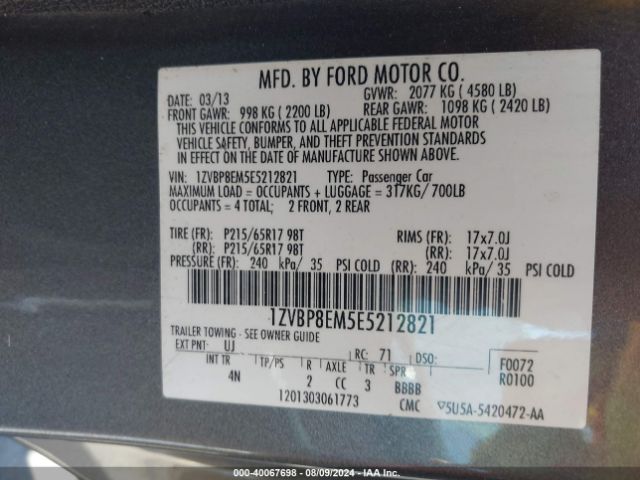 MFD. BY FORD MOTOR CO.
DATE: 03/13 GVWR: 2077 KG ( 4580 LB)
FRONT GAWR: 998 KG ( 2200 LB) REAR GAWR: 1098 KG ( 2420 LB)
THIS VEHICLE CONFORMS TO ALL APPLICABLE FEDERAL MOTOR
VEHICLE SAFETY, BUMPER, AND THEFT PREVENTION STANDARDS
IN EFFECT ON THE DATE OF MANUFACTURE SHOWN ABOVE.
VIN: 1ZVBP8EM5E5212821 TYPE: Passenger Car
MAXIMUM LOAD = OCCUPANTS + LUGGAGE = 317KG/ 700LB
OCCUPANTS = 4 TOTAL; 2 FRONT, 2 REAR
TIRE (FR): P215/65R17 98T RIMS (FR): 17x7.0J
(RR): P215/65R17 98T (RR): 17x7.0J
PRESSURE (FR): 240 kPa/ 35 PSI COLD (RR): 240 kPa/ 35 PSI COLD
1ZVBP8EM5E5212821
TRAILER TOWING - SEE OWNER GUIDE
EXT PNT: UJ RC: 71 DSO: F0072
INT TR TP/PS R AXLE TR SPR R0100
4N 2 CC 3 BBBB
1201303061773 CMC ▽5U5A-5420472-AA
000-40067698 - 08/09/2024 - IAA Inc.